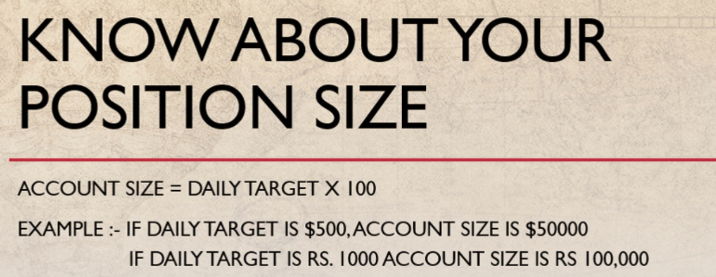 KNOW ABOUT YOUR
POSITION SIZE
ACCOUNT SIZE = DAILY TARGET X 100
EXAMPLE :- IF DAILY TARGET IS $500, ACCOUNT SIZE IS $50000
IF DAILY TARGET IS RS. 1000 ACCOUNT SIZE IS RS 100,000